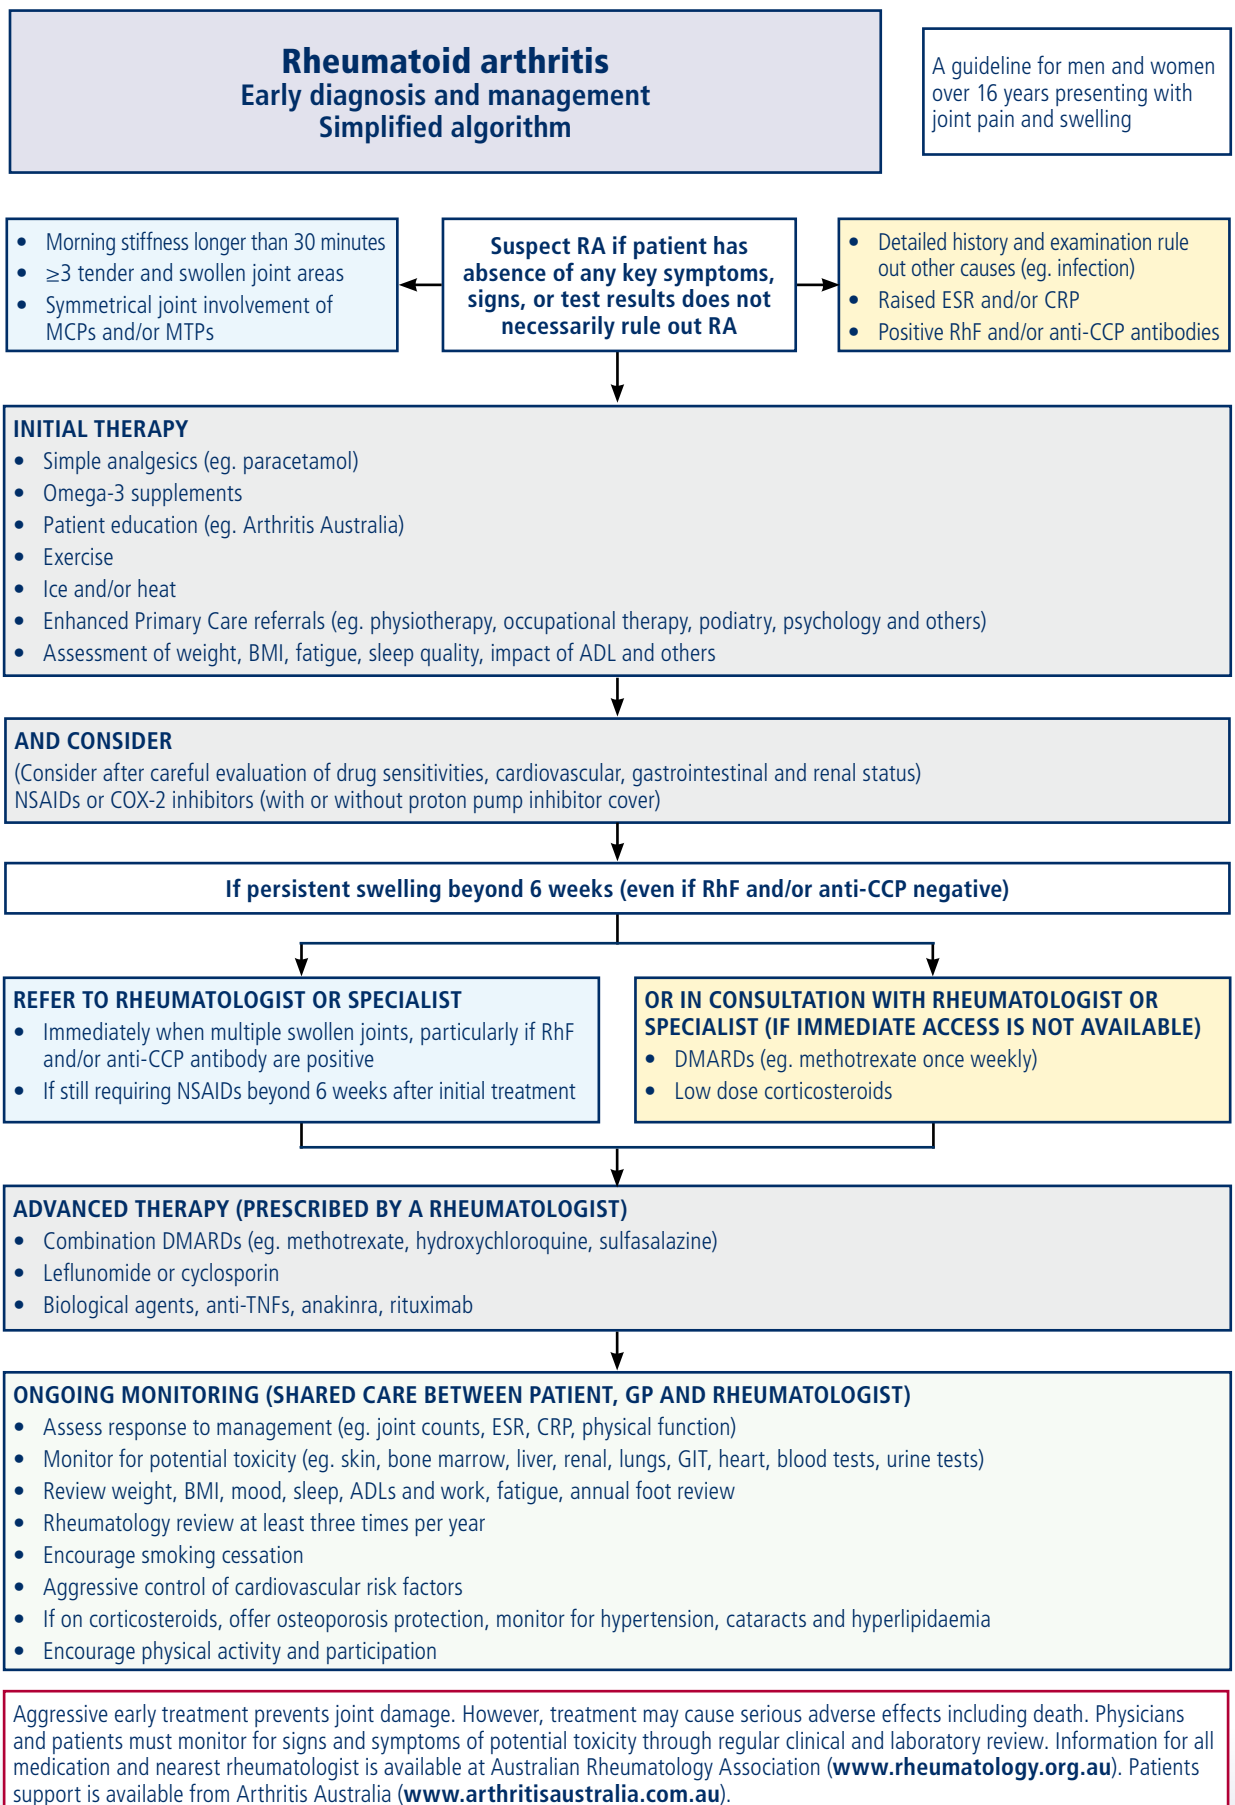 Rheumatoid arthritis
Early diagnosis and management
Simplified algorithm
A guideline for men and women
over 16 years presenting with
joint pain and swelling
• Morning stiffness longer than 30 minutes
• ≥3 tender and swollen joint areas
• Symmetrical joint involvement of
MCPs and/or MTPs
Suspect RA if patient has
absence of any key symptoms,
signs, or test results does not
necessarily rule out RA
• Detailed history and examination rule
out other causes (eg. infection)
• Raised ESR and/or CRP
• Positive RhF and/or anti-CCP antibodies
INITIAL THERAPY
• Simple analgesics (eg. paracetamol)
• Omega-3 supplements
• Patient education (eg. Arthritis Australia)
• Exercise
• Ice and/or heat
• Enhanced Primary Care referrals (eg. physiotherapy, occupational therapy, podiatry, psychology and others)
• Assessment of weight, BMI, fatigue, sleep quality, impact of ADL and others
AND CONSIDER
(Consider after careful evaluation of drug sensitivities, cardiovascular, gastrointestinal and renal status)
NSAIDs or COX-2 inhibitors (with or without proton pump inhibitor cover)
If persistent swelling beyond 6 weeks (even if RhF and/or anti-CCP negative)
REFER TO RHEUMATOLOGIST OR SPECIALIST
• Immediately when multiple swollen joints, particularly if RhF
and/or anti-CCP antibody are positive
• If still requiring NSAIDs beyond 6 weeks after initial treatment
OR IN CONSULTATION WITH RHEUMATOLOGIST OR
SPECIALIST (IF IMMEDIATE ACCESS IS NOT AVAILABLE)
• DMARDs (eg. methotrexate once weekly)
• Low dose corticosteroids
ADVANCED THERAPY (PRESCRIBED BY A RHEUMATOLOGIST)
• Combination DMARDs (eg. methotrexate, hydroxychloroquine, sulfasalazine)
• Leflunomide or cyclosporin
• Biological agents, anti-TNFs, anakinra, rituximab
ONGOING MONITORING (SHARED CARE BETWEEN PATIENT, GP AND RHEUMATOLOGIST)
• Assess response to management (eg. joint counts, ESR, CRP, physical function)
• Monitor for potential toxicity (eg. skin, bone marrow, liver, renal, lungs, GIT, heart, blood tests, urine tests)
• Review weight, BMI, mood, sleep, ADLs and work, fatigue, annual foot review
• Rheumatology review at least three times per year
• Encourage smoking cessation
• Aggressive control of cardiovascular risk factors
• If on corticosteroids, offer osteoporosis protection, monitor for hypertension, cataracts and hyperlipidaemia
• Encourage physical activity and participation
Aggressive early treatment prevents joint damage. However, treatment may cause serious adverse effects including death. Physicians
and patients must monitor for signs and symptoms of potential toxicity through regular clinical and laboratory review. Information for all
medication and nearest rheumatologist is available at Australian Rheumatology Association (www.rheumatology.org.au). Patients
support is available from Arthritis Australia (www.arthritisaustralia.com.au).